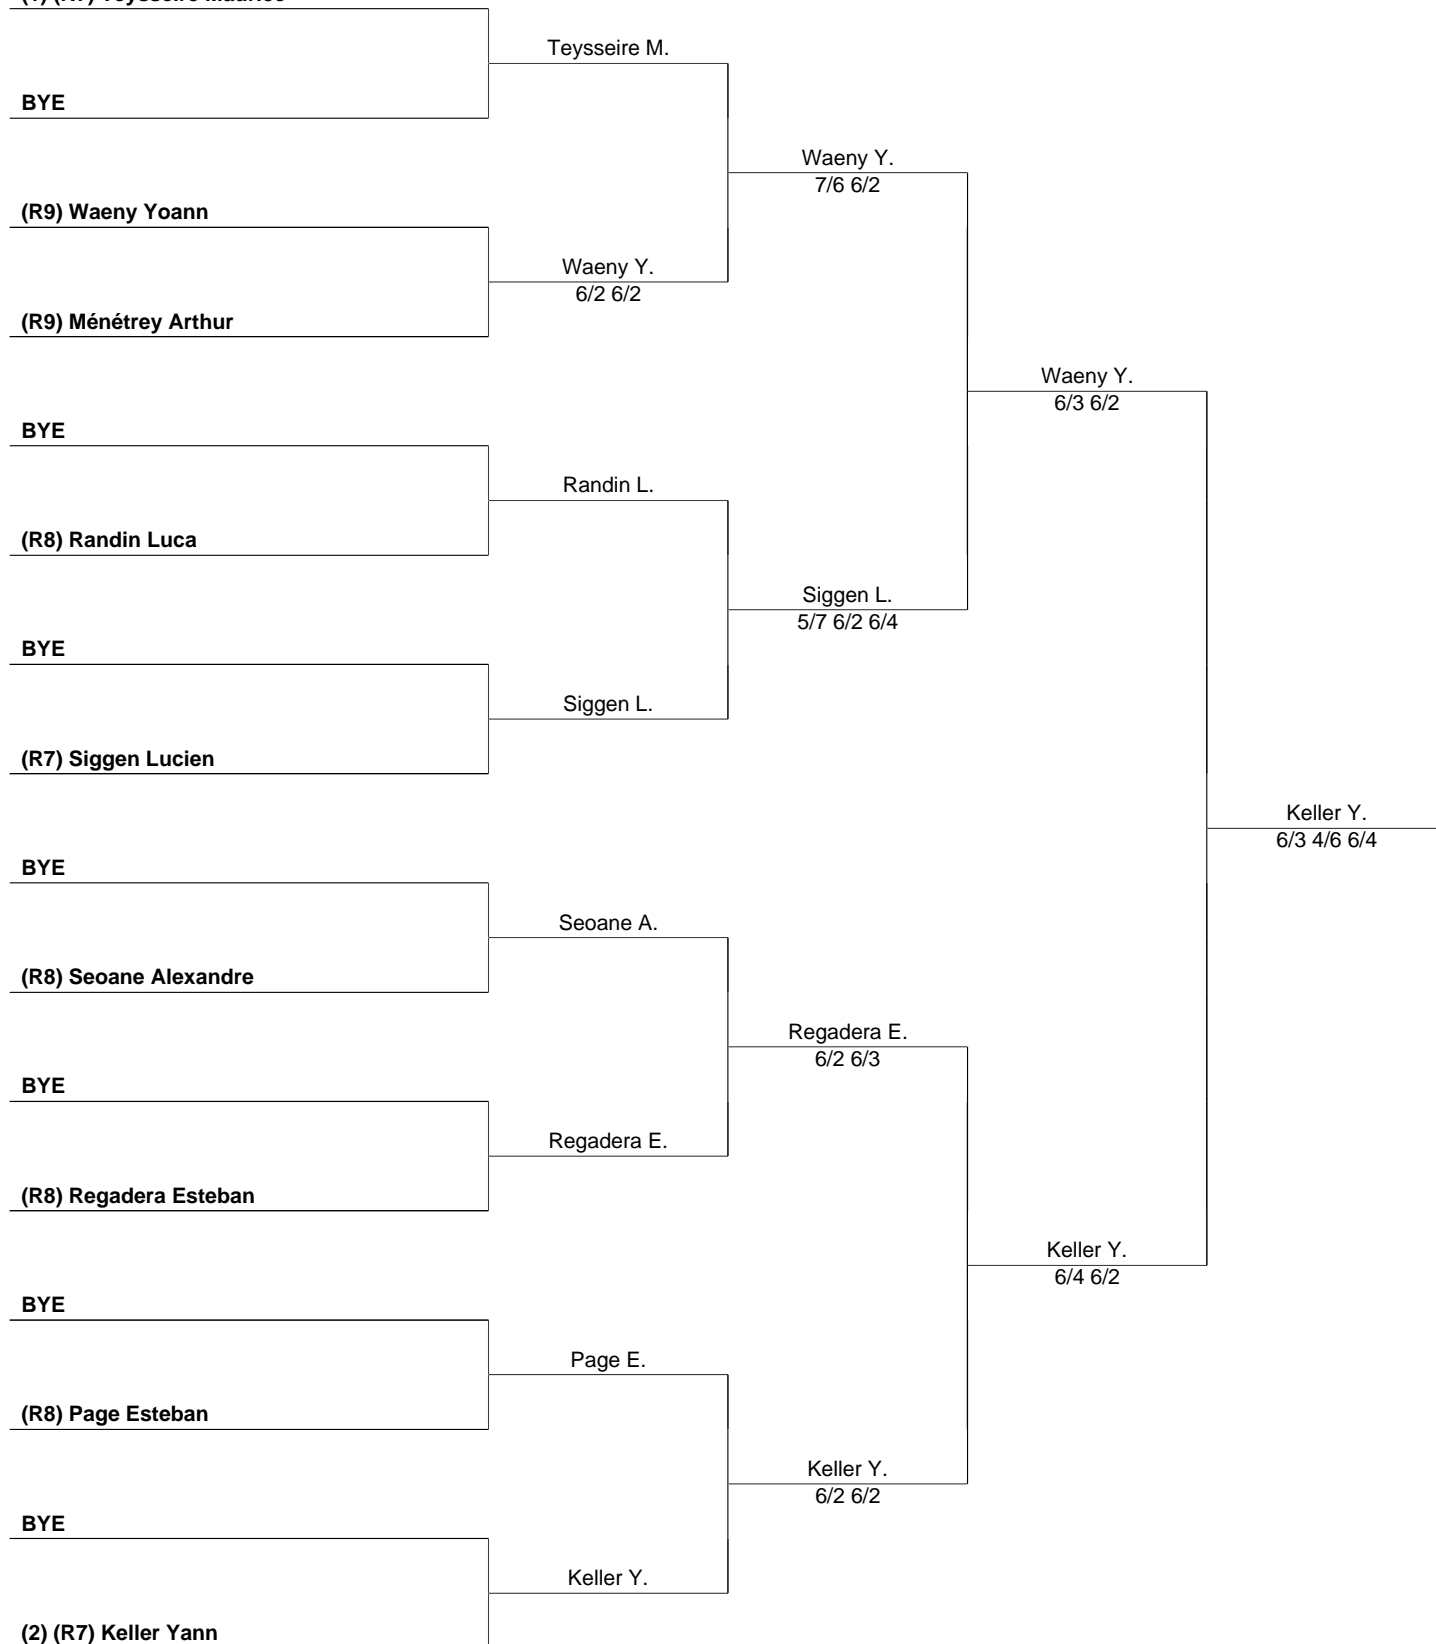 Teysseire M.
BYE
Waeny Y.
7/6 6/2
(R9) Waeny Yoann
Waeny Y.
6/2 6/2
(R9) Ménétrey Arthur
Waeny Y.
6/3 6/2
BYE
Randin L.
(R8) Randin Luca
Siggen L.
5/7 6/2 6/4
BYE
Siggen L.
(R7) Siggen Lucien
Keller Y.
6/3 4/6 6/4
BYE
Seoane A.
(R8) Seoane Alexandre
Regadera E.
6/2 6/3
BYE
Regadera E.
(R8) Regadera Esteban
Keller Y.
6/4 6/2
BYE
Page E.
(R8) Page Esteban
Keller Y.
6/2 6/2
BYE
Keller Y.
(2) (R7) Keller Yann